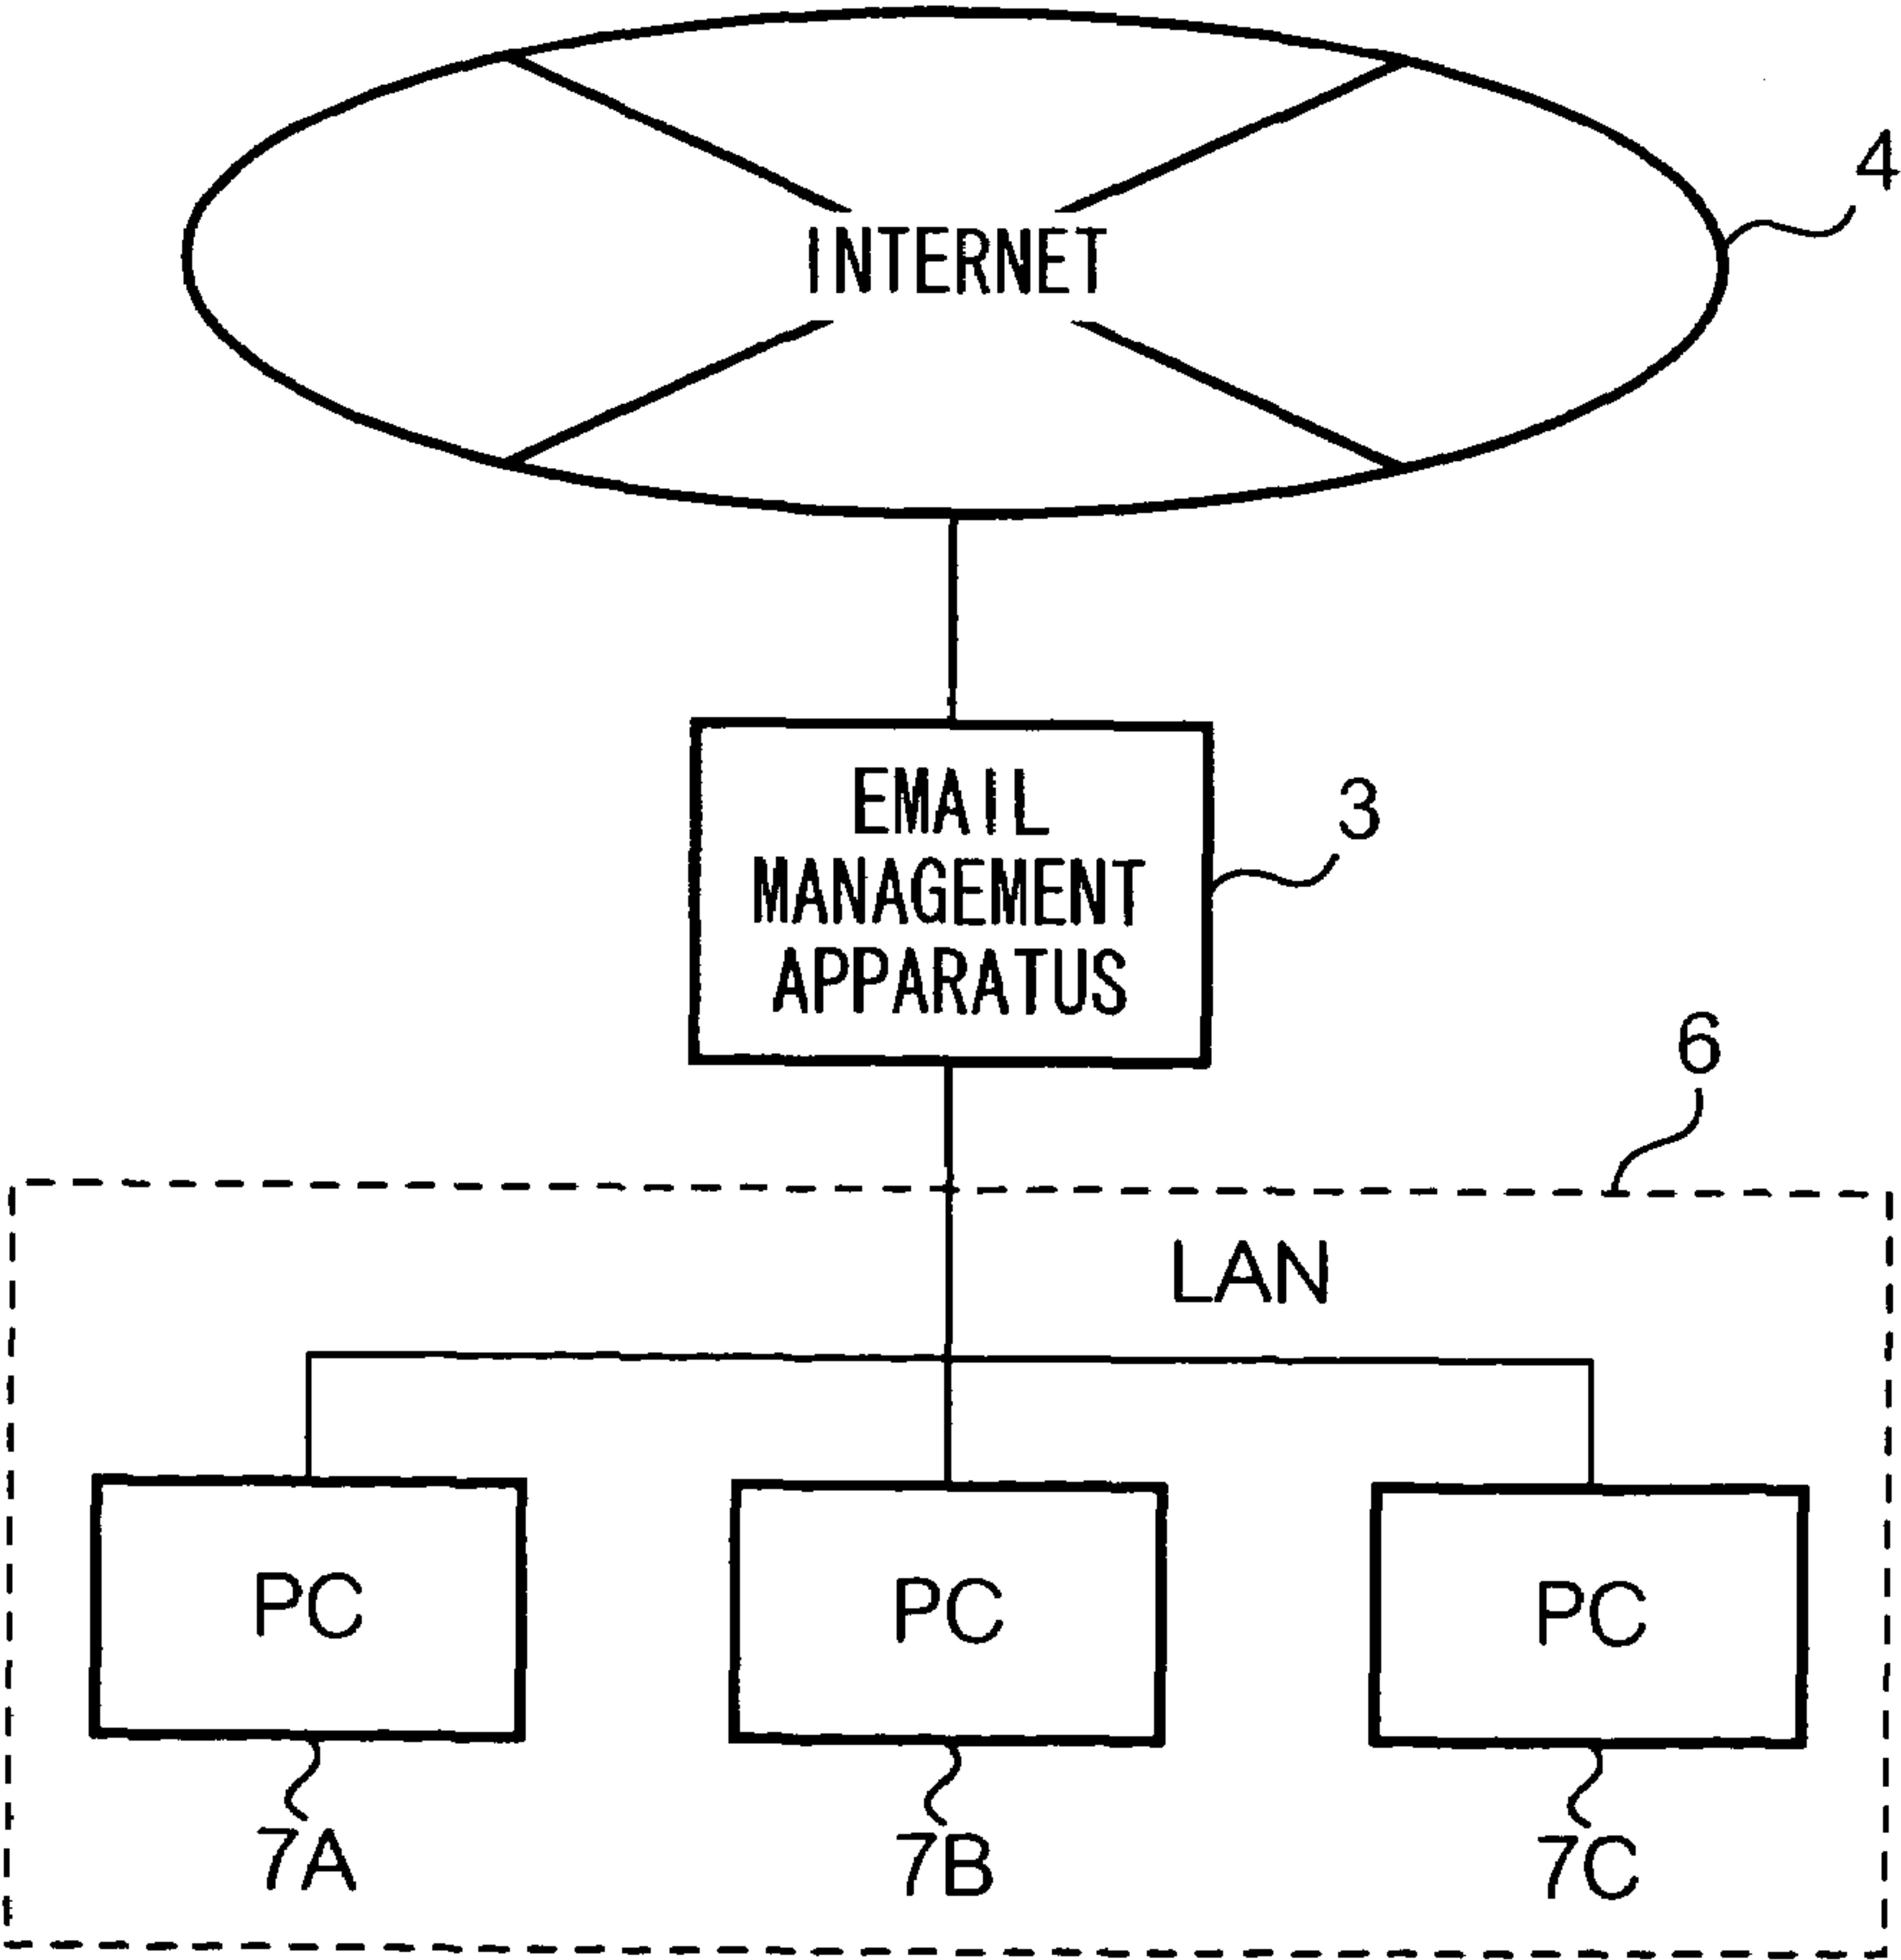 4
INTERNET
EMAIL
MANAGEMENT
APPARATUS
3
6
LAN
PC
PC
PC
7A
7B
7C